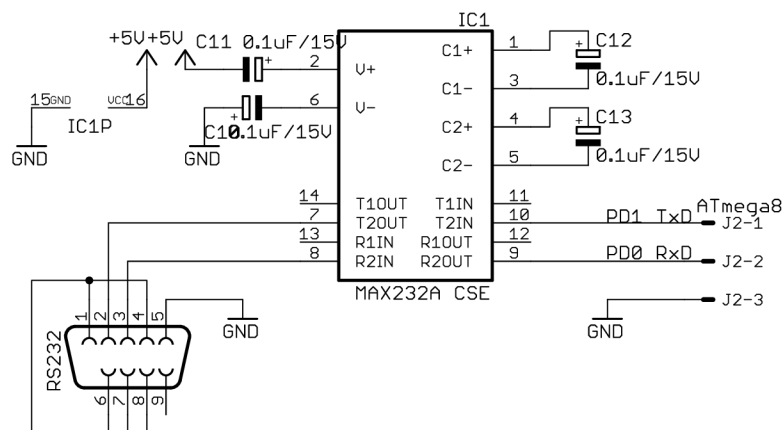 IC1
+5V+5V
C11 0.1uF/15V
2
V+
C1+
1
C12
15
GND
VCC
16
IC1P
6
V-
C1-
3
0.1uF/15V
C10
0.1uF/15V
C2+
4
C13
GND
GND
C2-
5
0.1uF/15V
14
T1OUT
T1IN
11
7
T2OUT
T2IN
10
PD1 TxD
ATmega8
J2-1
13
R1IN
R1OUT
12
8
R2IN
R2OUT
9
PD0 RxD
J2-2
MAX232A CSE
J2-3
1
2
3
4
5
GND
GND
RS232
6
7
8
9